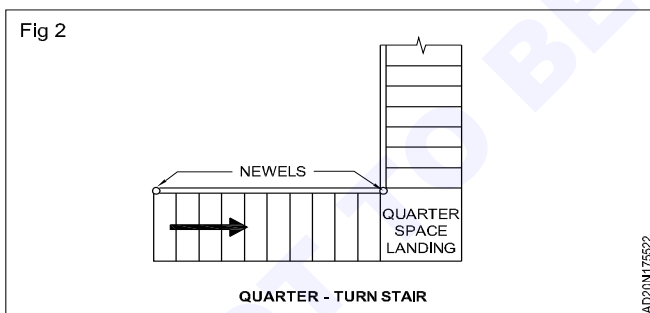 Fig 2
NEWELS
QUARTER
SPACE
LANDING
QUARTER - TURN STAIR
AD20N175522